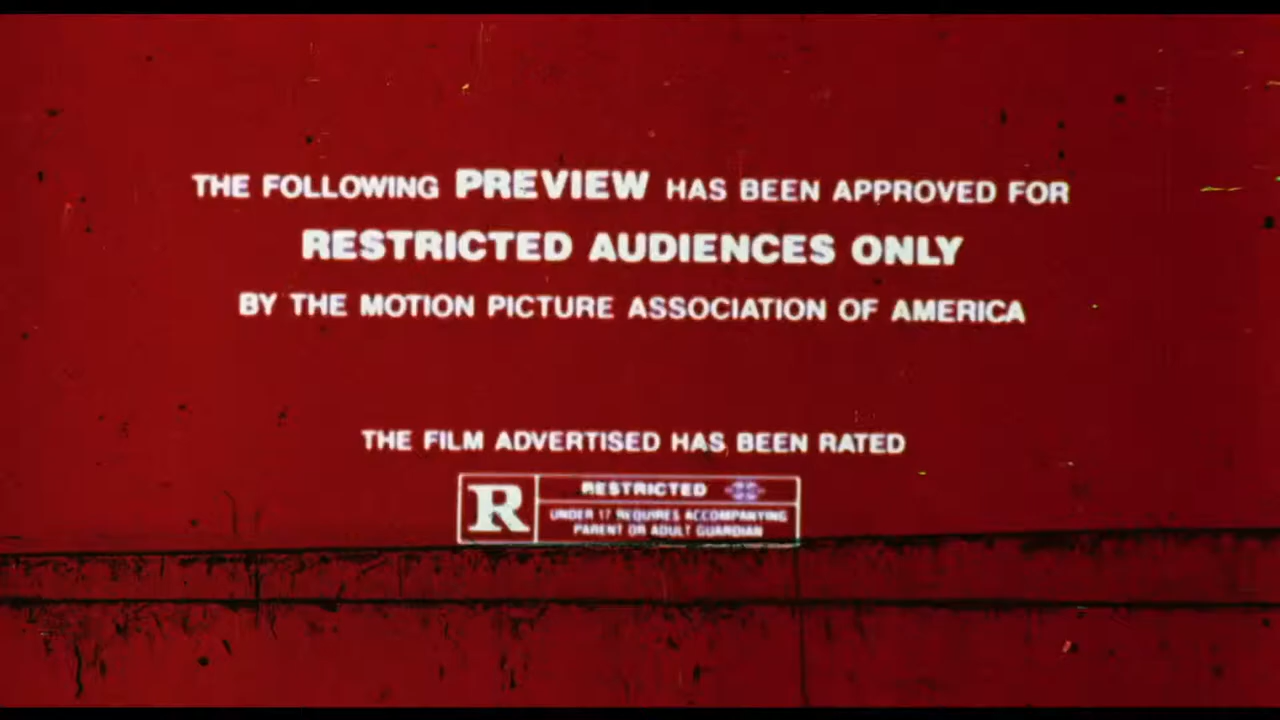 THE FOLLOWING PREVIEW HAS BEEN APPROVED FOR
RESTRICTED AUDIENCES ONLY
BY THE MOTION PICTURE ASSOCIATION OF AMERICA
THE FILM ADVERTISED HAS BEEN RATED
R RESTRICTED
UNDER 17 REQUIRES ACCOMPANYING
PARENT OR ADULT GUARDIAN